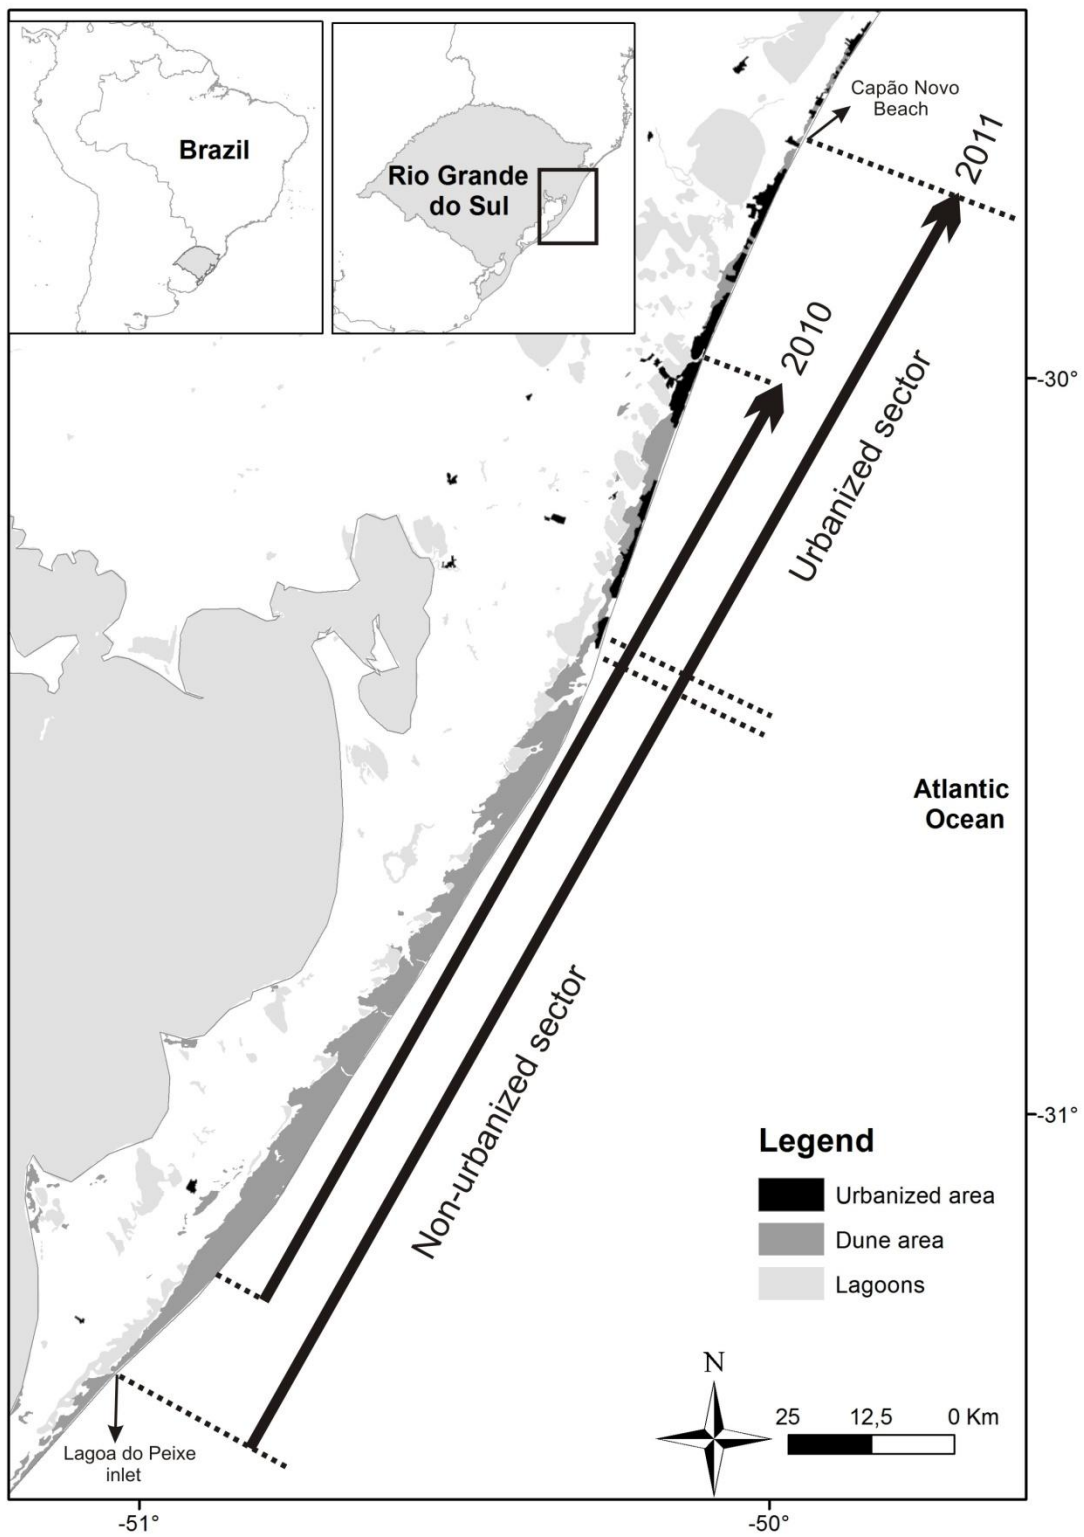 Brazil
Rio Grande
do Sul
Capão Novo
Beach
2011
2010
-30°
Urbanized sector
Atlantic
Ocean
Non-urbanized sector
-31°
Legend
Urbanized area
Dune area
Lagoons
N
25 12,5 0 Km
Lagoa do Peixe
inlet
-51° -50°